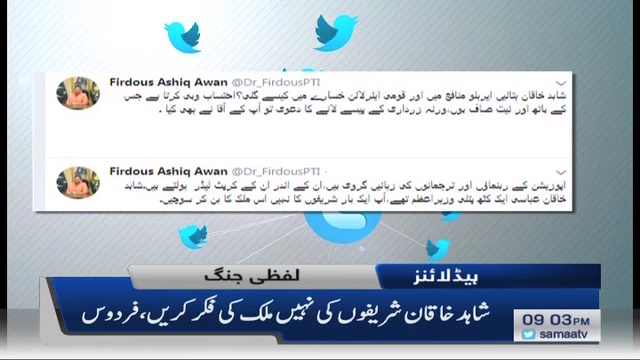 Firdous Ashiq Awan @Dr_FirdousPTI
شاہد خاقان بتائیں ایربلو منافع میں اور قومی ایئرلائن خسارے میں کیسے گئی؟احتساب وہی کرتا ہے جس
کے ہاتھ اور نیت صاف ہوں،ورنہ زرداری کے پیسے لانے کا دعویٰ تو آپ کے آقا نے بھی کیا ۔
Firdous Ashiq Awan @Dr_FirdousPTI ·
اپوزیشن کے رہنماؤں اور ترجمانوں کی زبانیں گروی ہیں،ان کے اندر ان کے کرپٹ لیڈر بولتے ہیں۔شاہد
خاقان عباسی ایک کٹھ پتلی وزیراعظم تھے،آپ ایک بار شریفوں کا نہیں اس ملک کا بن کر سوچیں۔
ہیڈلائنز
لفظی جنگ
شاہد خاقان شریفوں کی نہیں ملک کی فکر کریں،فردوس
09 03PM
samaatv